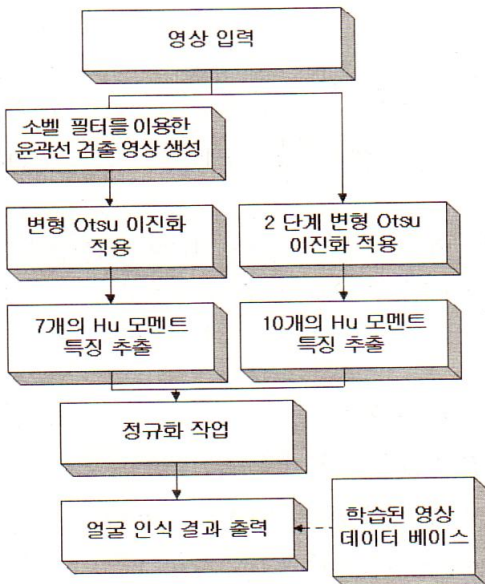 영상 입력
소벨 필터를 이용한
윤곽선 검출 영상 생성
변형 Otsu 이진화
적용
2 단계 변형 Otsu
이진화 적용
7개의 Hu 모멘트
특징 추출
10개의 Hu 모멘트
특징 추출
정규화 작업
얼굴 인식 결과 출력
학습된 영상
데이터 베이스